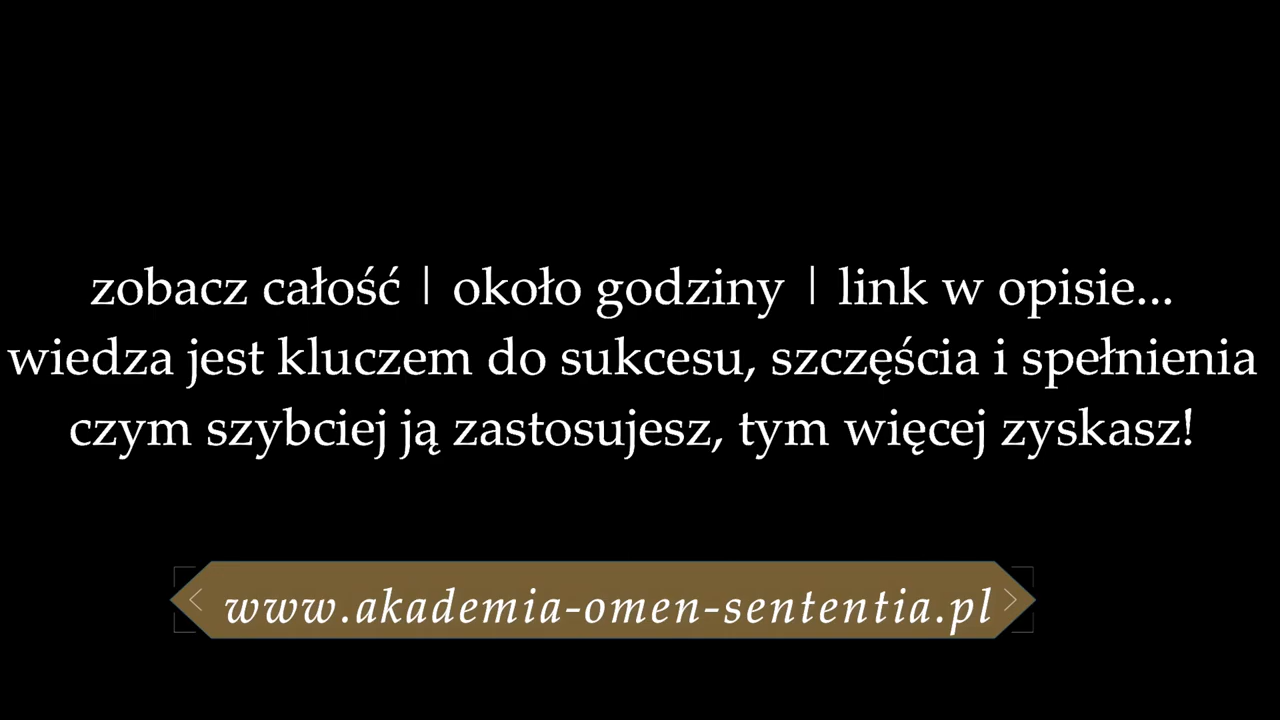 zobacz całość | około godziny | link w opisie...
wiedza jest kluczem do sukcesu, szczęścia i spełnienia
czym szybciej ją zastosujesz, tym więcej zyskasz!
www.akademia-omen-sententia.pl